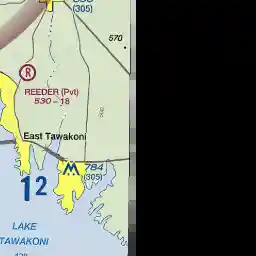 (305)
570
R
REEDER (Pvt)
530 - 18
East Tawakoni
784
(305)
12
LAKE
TAWAKONI